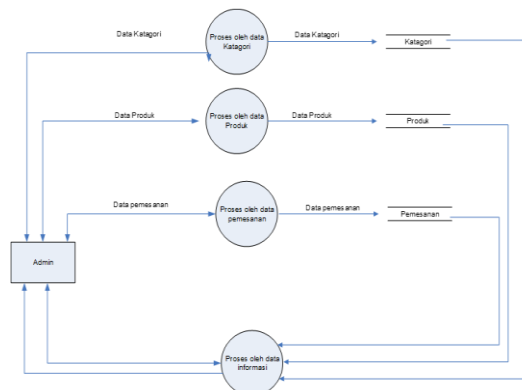 Data Katagori
Proses oleh data
Katagori
Data Katagori
Katagori
Data Produk
Proses oleh data
Produk
Data Produk
Produk
Data pemesanan
Proses oleh data
pemesanan
Data pemesanan
Pemesanan
Admin
Proses oleh data
informasi